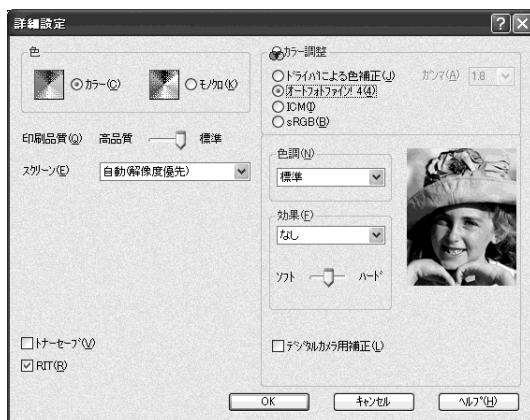 詳細設定
色
カラー(C) モノクロ(K)
印刷品質(Q) 高品質 標準
スクリーン(E) 自動(解像度優先)
トナーセーブ(V)
RIT(R)
カラー調整
ドライバによる色補正(J) ガンマ(A) 1.8
オートフォトファイン!4(4)
ICM(I)
sRGB(B)
色調(N)
標準
効果(F)
なし
ソフト ハード
デジタルカメラ用補正(L)
OK キャンセル ヘルプ(H)